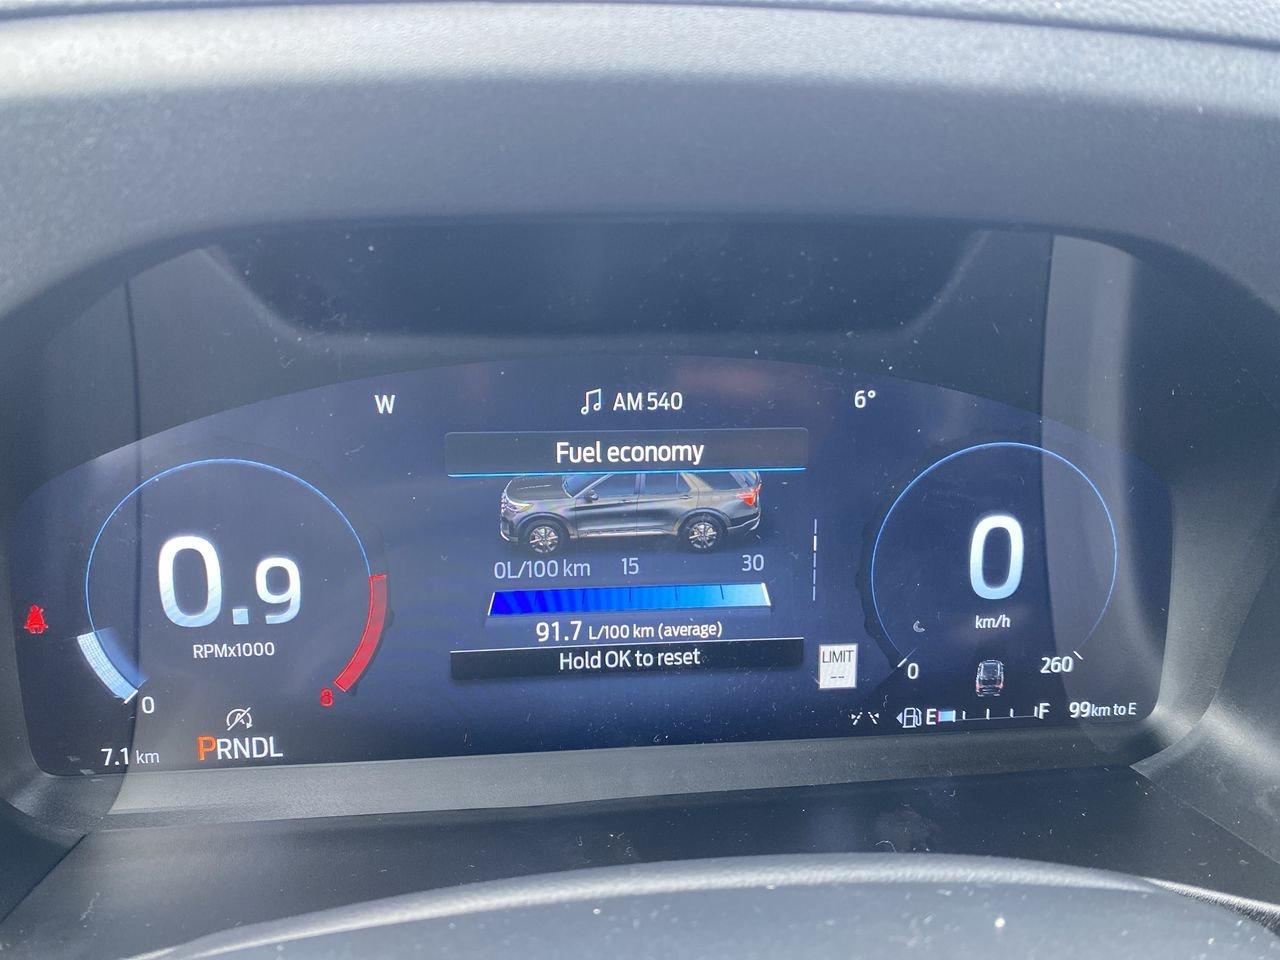 W
AM 540
6°
Fuel economy
0L/100 km 15 30
91.7 L/100 km (average)
Hold OK to reset
0.9
RPMx1000
0
8
7.1 km
PRNDL
0
km/h
0
260
LIMIT
--
E F 99km to E